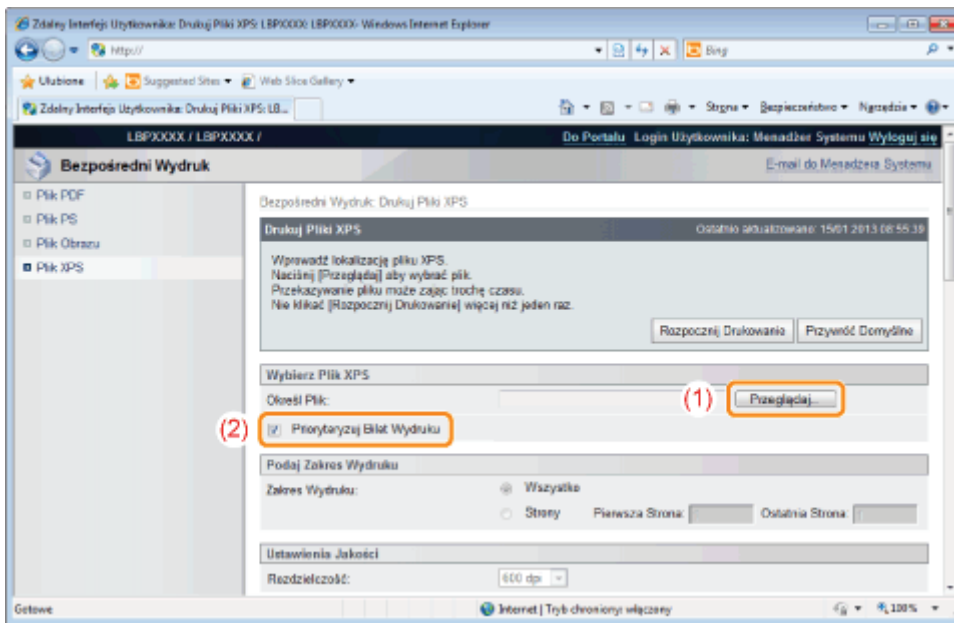 Zdalny Interfejs Użytkownika: Drukuj Pliki XPS: LBPXXXX: LBPXXXX- Windows Internet Explorer
http://
Bing
Ulubione Suggested Sites Web Slice Gallery
Zdalny Interfejs Użytkownika: Drukuj Pliki XPS: LB...
Strona Bezpieczeństwo Narzędzia
LBPXXXX / LBPXXXX /
Do Portalu Login Użytkownika: Menadżer Systemu Wyloguj się
Bezpośredni Wydruk
E-mail do Menadżera Systemu
Plik PDF
Plik PS
Plik Obrazu
Plik XPS
Bezpośredni Wydruk: Drukuj Pliki XPS
Drukuj Pliki XPS
Ostatnio aktualizowano: 15/01 2013 08:55:39
Wprowadź lokalizację pliku XPS.
Naciśnij [Przeglądaj] aby wybrać plik.
Przekazywanie pliku może zająć trochę czasu.
Nie klikać [Rozpocznij Drukowanie] więcej niż jeden raz.
Rozpocznij Drukowanie Przywróć Domyślne
Wybierz Plik XPS
Określ Plik:
(1) Przeglądaj...
(2) Priorytaryzuj Bilet Wydruku
Podaj Zakres Wydruku
Zakres Wydruku: Wszystko
Strony Pierwsza Strona: Ostatnia Strona:
Ustawienia Jakości
Rozdzielczość: 600 dpi
Gotowe
Internet | Tryb chroniony: włączony
100%